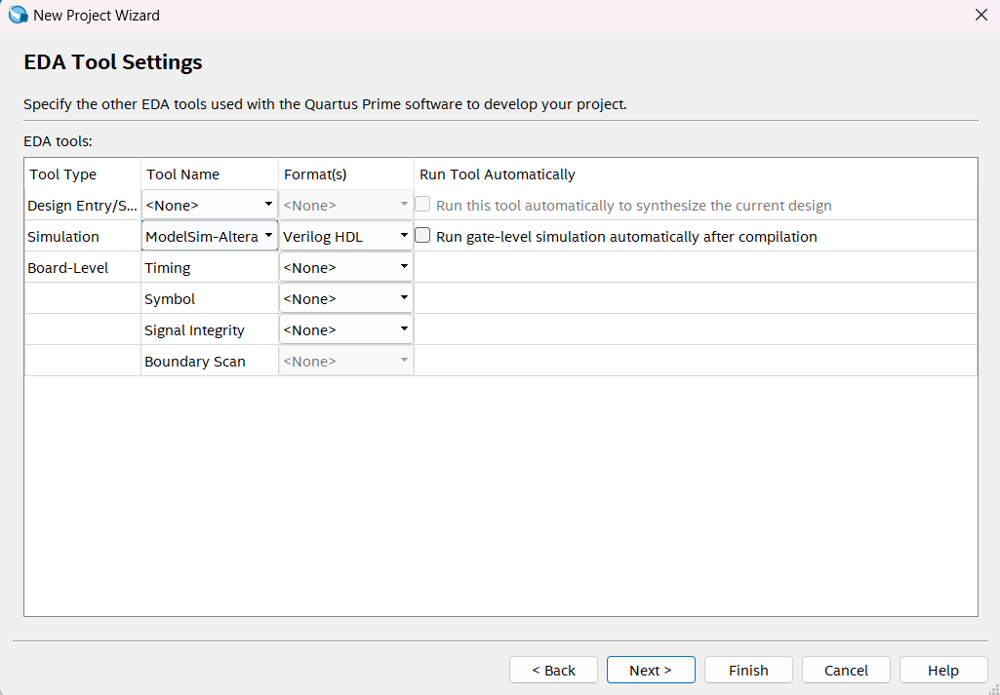 New Project Wizard
EDA Tool Settings
Specify the other EDA tools used with the Quartus Prime software to develop your project.
EDA tools:
Tool Type Tool Name Format(s) Run Tool Automatically
Design Entry/S... <None> <None> Run this tool automatically to synthesize the current design
Simulation ModelSim-Altera Verilog HDL Run gate-level simulation automatically after compilation
Board-Level Timing <None>
Symbol <None>
Signal Integrity <None>
Boundary Scan <None>
< Back Next > Finish Cancel Help